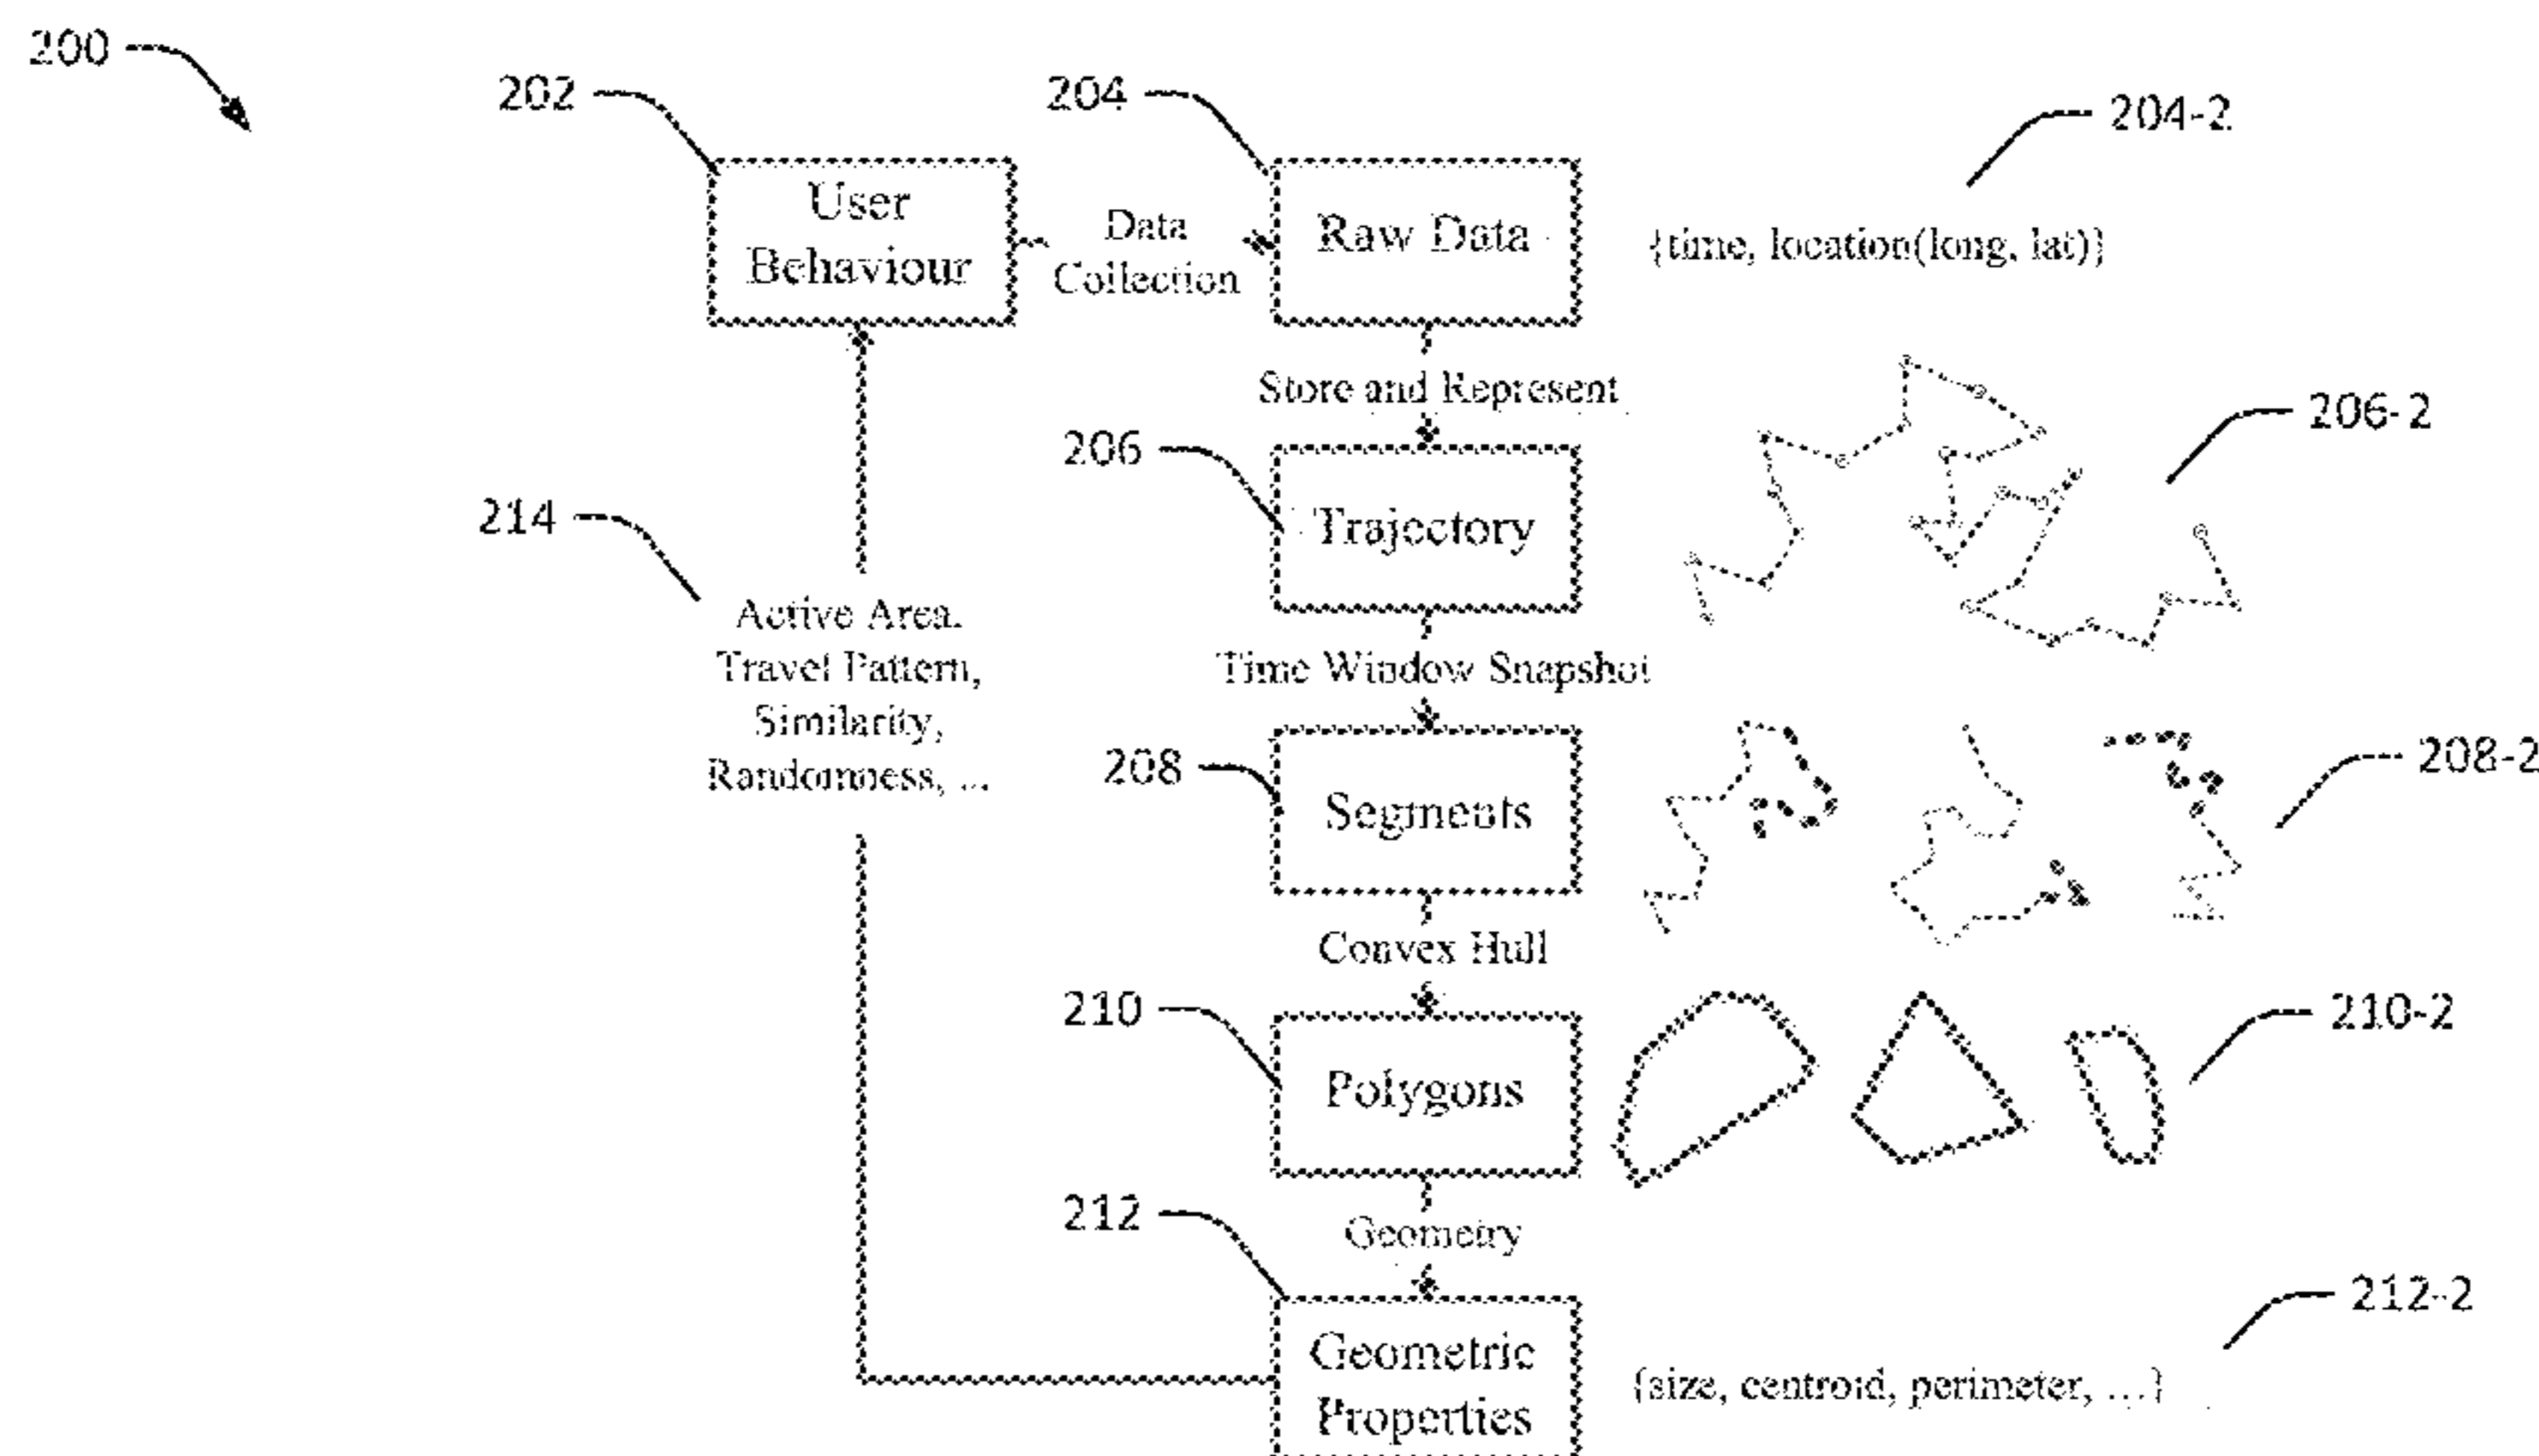 200
202
204
204-2
User
Behaviour
Data
Collection
Raw Data
{time, location(long, lat)}
Store and Represent
206
206-2
Trajectory
214
Active Area.
Travel Pattern,
Similarity,
Randomness, ...
Time Window Snapshot
208
208-2
Segments
Convex Hull
210
210-2
Polygons
212
Geometry
212-2
Geometric
Properties
{size, centroid, perimeter, ...}